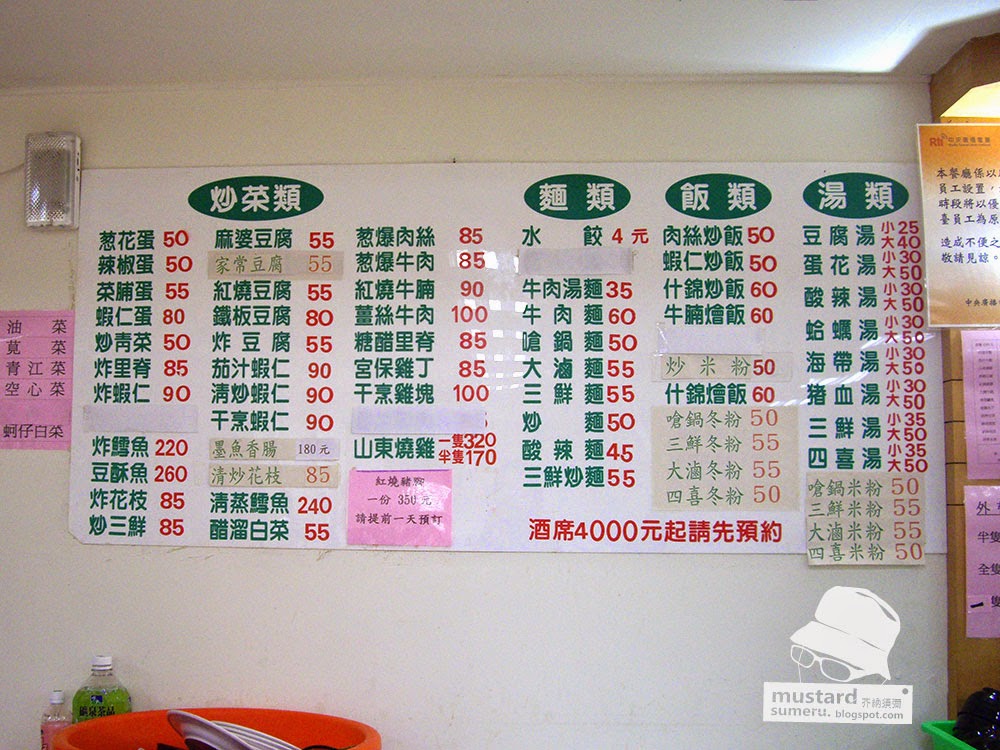 炒菜類
葱花蛋 50
辣椒蛋 50
菜脯蛋 55
蝦仁蛋 80
炒青菜 50
炸里脊 85
炸蝦仁 90
炸鱈魚 220
豆酥魚 260
炸花枝 85
炒三鮮 85
麻婆豆腐 55
家常豆腐 55
紅燒豆腐 55
鐵板豆腐 80
炸豆腐 55
茄汁蝦仁 90
清炒蝦仁 90
干烹蝦仁 90
墨魚香腸 180元
清炒花枝 85
清蒸鱈魚 240
醋溜白菜 55
葱爆肉絲 85
葱爆牛肉 85
紅燒牛腩 90
薑絲牛肉 100
糖醋里脊 85
宮保雞丁 85
干烹雞塊 100
山東燒雞 一隻320 半隻170
紅燒豬腳
一份 350元
請提前一天預訂
麵類
水餃 4元
牛肉湯麵 35
牛肉麵 60
嗆鍋麵 50
大滷麵 55
三鮮麵 55
炒麵 50
酸辣麵 45
三鮮炒麵 55
飯類
肉絲炒飯 50
蝦仁炒飯 50
什錦炒飯 60
牛腩燴飯 60
炒米粉 50
什錦燴飯 60
嗆鍋冬粉 50
三鮮冬粉 55
大滷冬粉 55
四喜冬粉 50
湯類
豆腐湯 小25 大40
蛋花湯 小30 大50
酸辣湯 小30 大50
蛤蠣湯 小30 大50
海帶湯 小30 大50
豬血湯 小30 大50
三鮮湯 小35 大50
四喜湯 小35 大50
嗆鍋米粉 50
三鮮米粉 55
大滷米粉 55
四喜米粉 50
酒席4000元起請先預約
油菜
莧菜
青江菜
空心菜
蚵仔白菜
Rti 中央廣播電臺
本餐廳係以
員工設置，
時段將以優
臺員工為原
造成不便之
敬請見諒。
中央廣播
外
半隻
全隻
一隻
mustard 芥納須彌
sumeru. blogspot.com